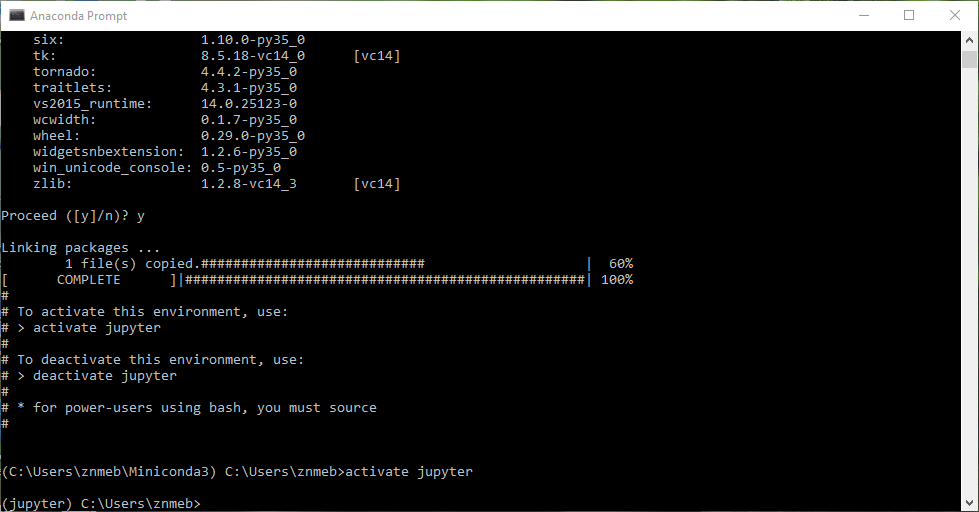 Anaconda Prompt
six: 1.10.0-py35_0
tk: 8.5.18-vc14_0 [vc14]
tornado: 4.4.2-py35_0
traitlets: 4.3.1-py35_0
vs2015_runtime: 14.0.25123-0
wcwidth: 0.1.7-py35_0
wheel: 0.29.0-py35_0
widgetsnbextension: 1.2.6-py35_0
win_unicode_console: 0.5-py35_0
zlib: 1.2.8-vc14_3 [vc14]
Proceed ([y]/n)? y
Linking packages ...
1 file(s) copied.############################ | 60%
[ COMPLETE ]|##################################################| 100%
#
# To activate this environment, use:
# > activate jupyter
#
# To deactivate this environment, use:
# > deactivate jupyter
#
# * for power-users using bash, you must source
#
(C:\Users\znmeb\Miniconda3) C:\Users\znmeb>activate jupyter
(jupyter) C:\Users\znmeb>